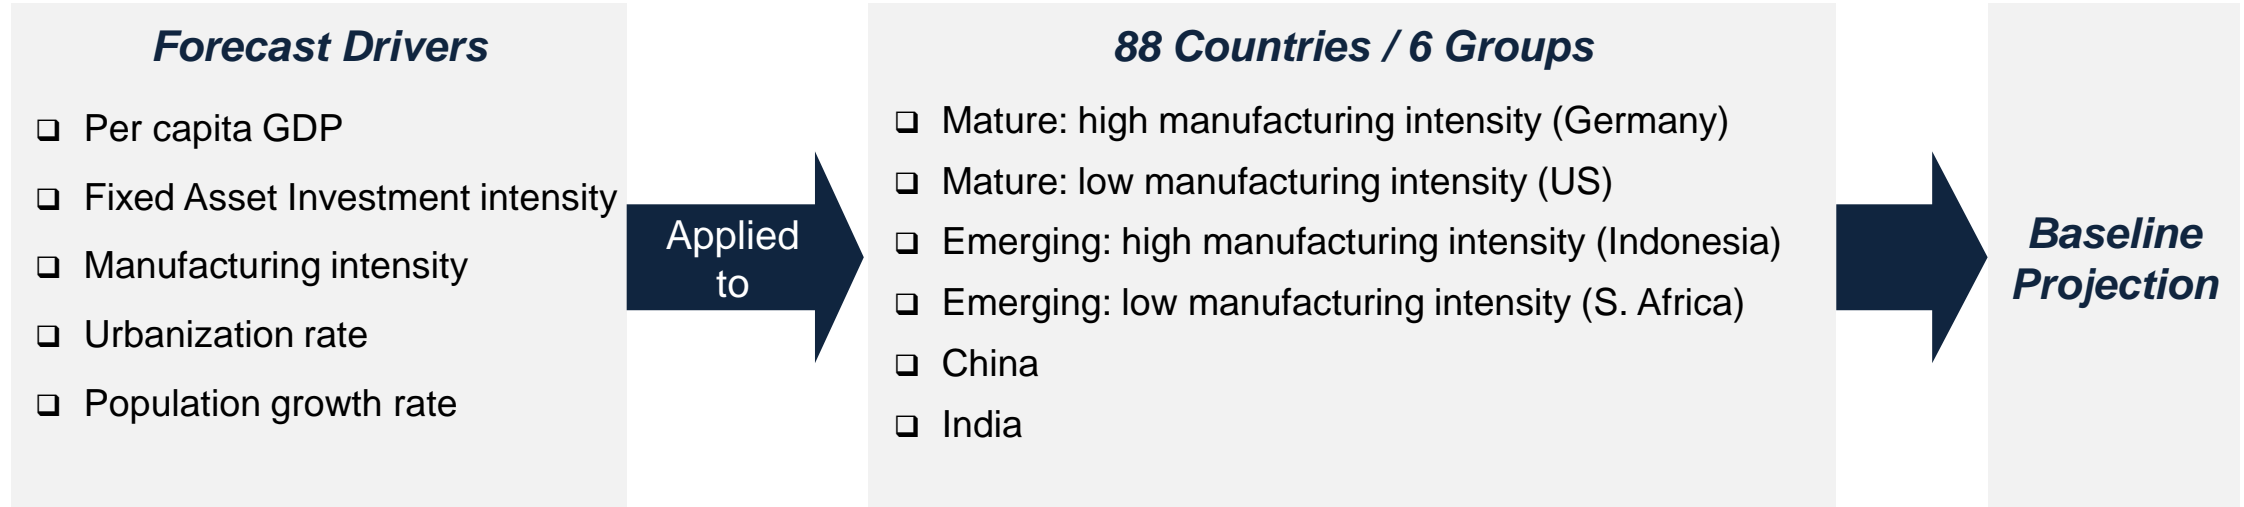 Forecast Drivers
Per capita GDP
Fixed Asset Investment intensity
Manufacturing intensity
Urbanization rate
Population growth rate
Applied
to
88 Countries / 6 Groups
Mature: high manufacturing intensity (Germany)
Mature: low manufacturing intensity (US)
Emerging: high manufacturing intensity (Indonesia)
Emerging: low manufacturing intensity (S. Africa)
China
India
Baseline
Projection